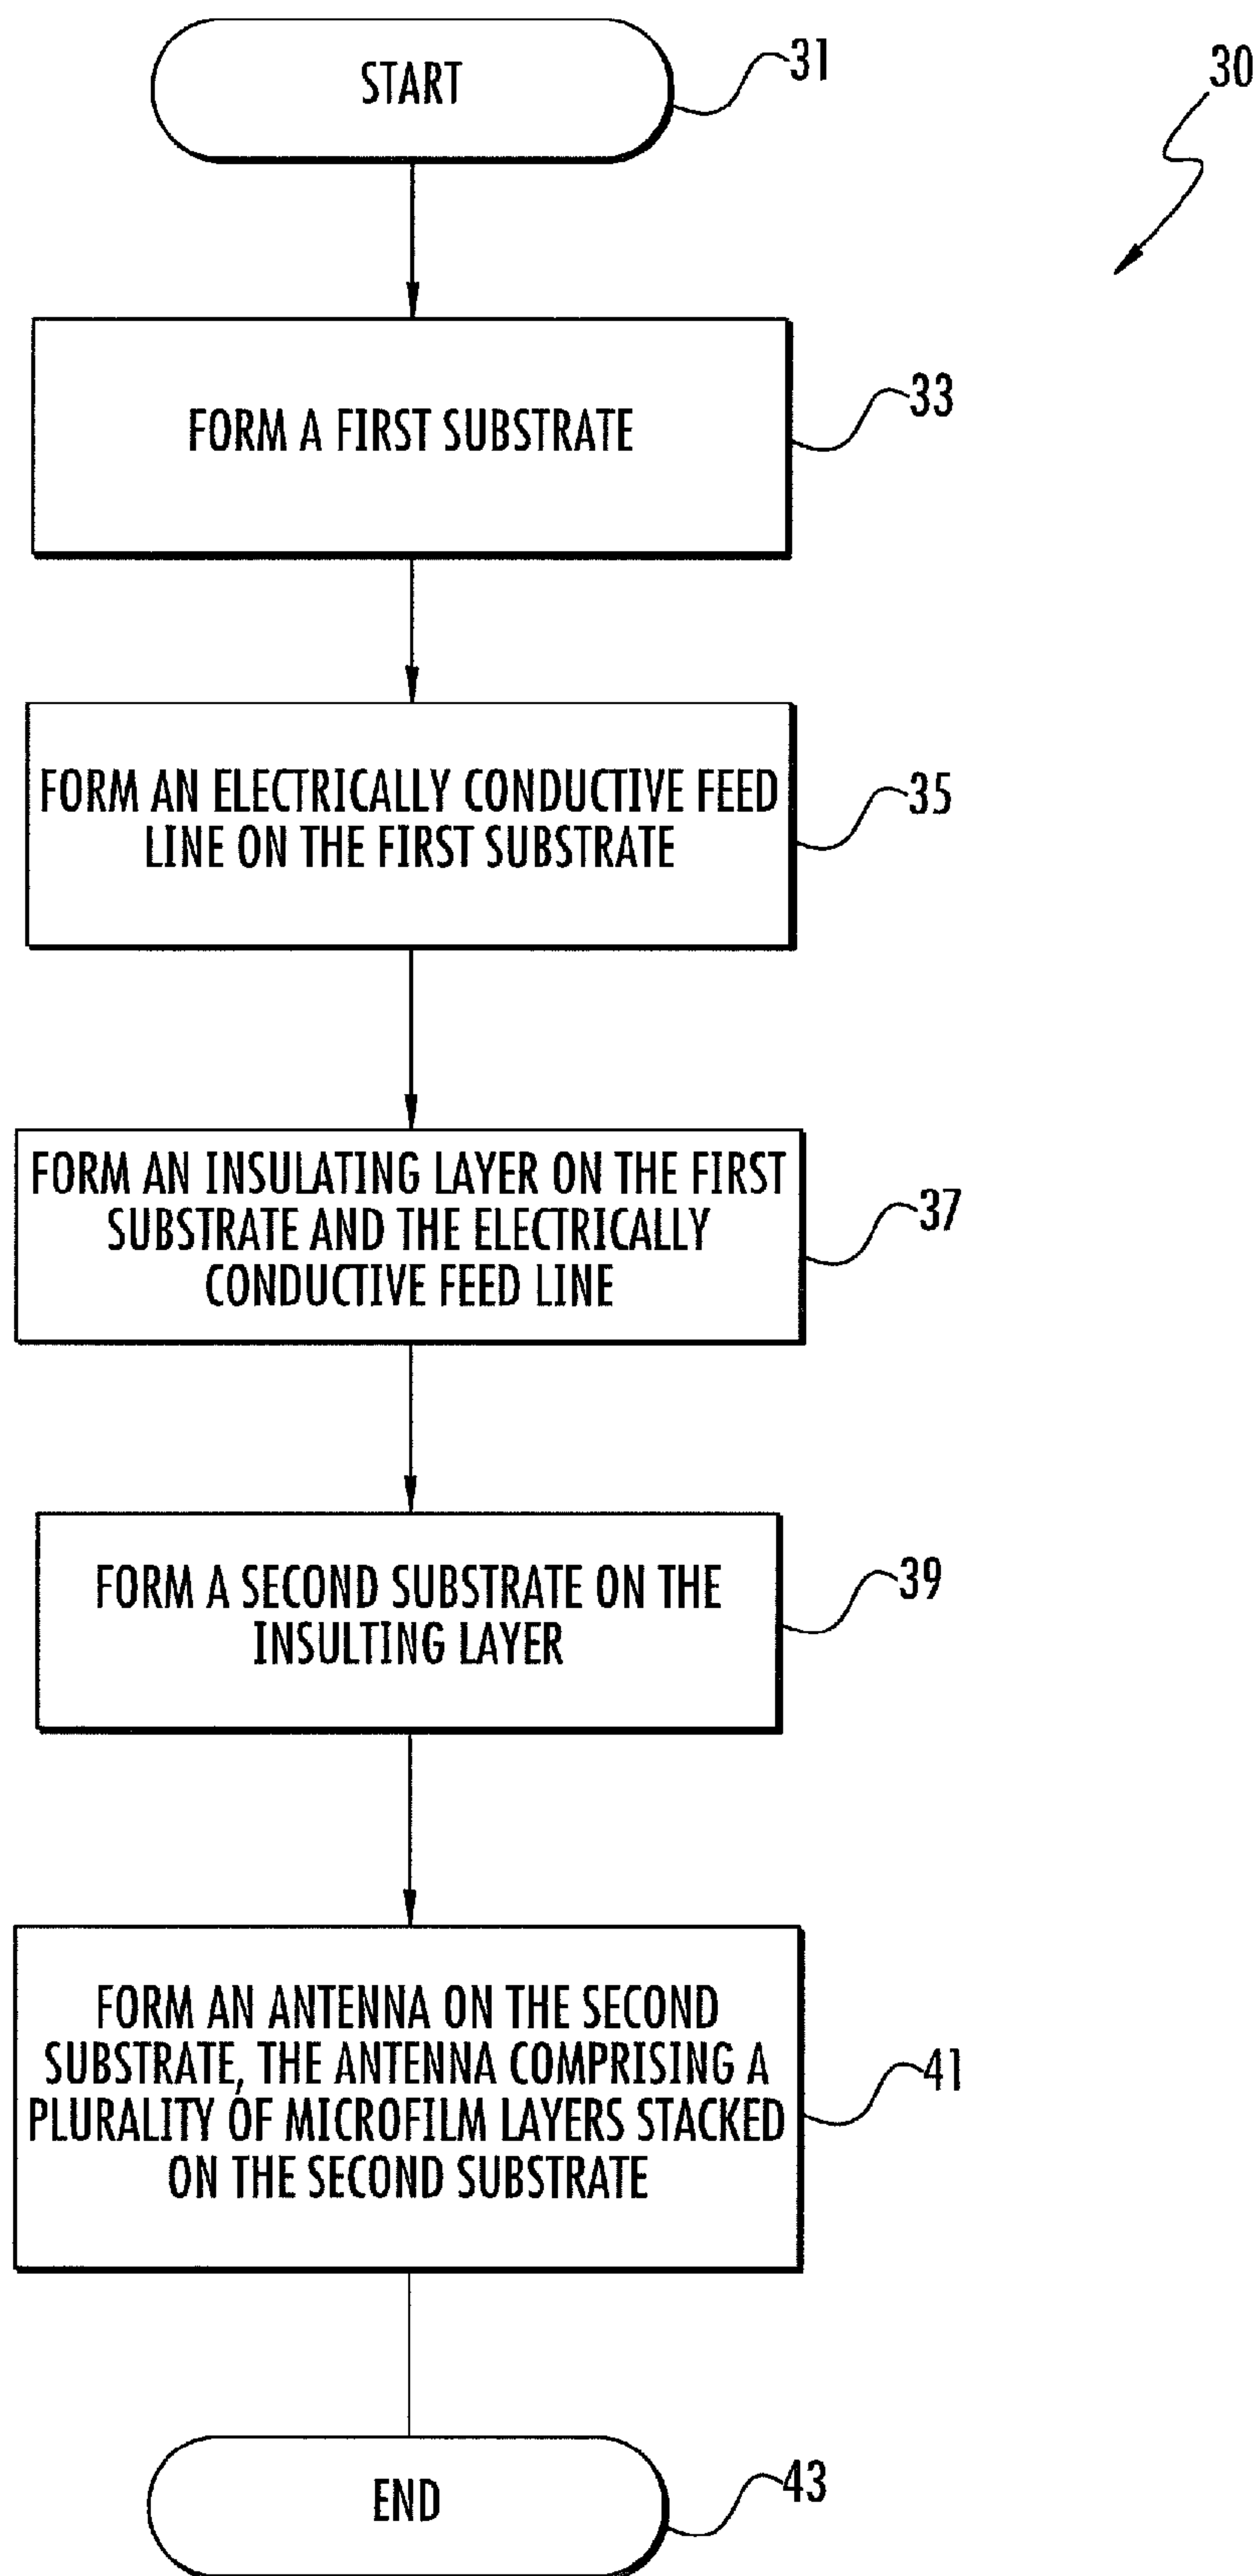 START
31
30
FORM A FIRST SUBSTRATE
33
FORM AN ELECTRICALLY CONDUCTIVE FEED
LINE ON THE FIRST SUBSTRATE
35
FORM AN INSULATING LAYER ON THE FIRST
SUBSTRATE AND THE ELECTRICALLY
CONDUCTIVE FEED LINE
37
FORM A SECOND SUBSTRATE ON THE
INSULTING LAYER
39
FORM AN ANTENNA ON THE SECOND
SUBSTRATE, THE ANTENNA COMPRISING A
PLURALITY OF MICROFILM LAYERS STACKED
ON THE SECOND SUBSTRATE
41
END
43